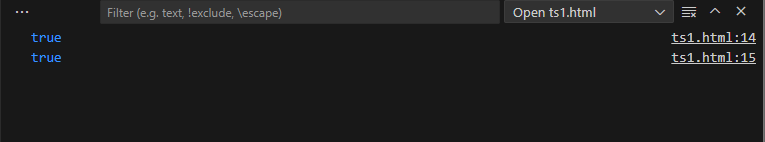 ... Filter (e.g. text, !exclude, \escape) Open ts1.html
true ts1.html:14
true ts1.html:15